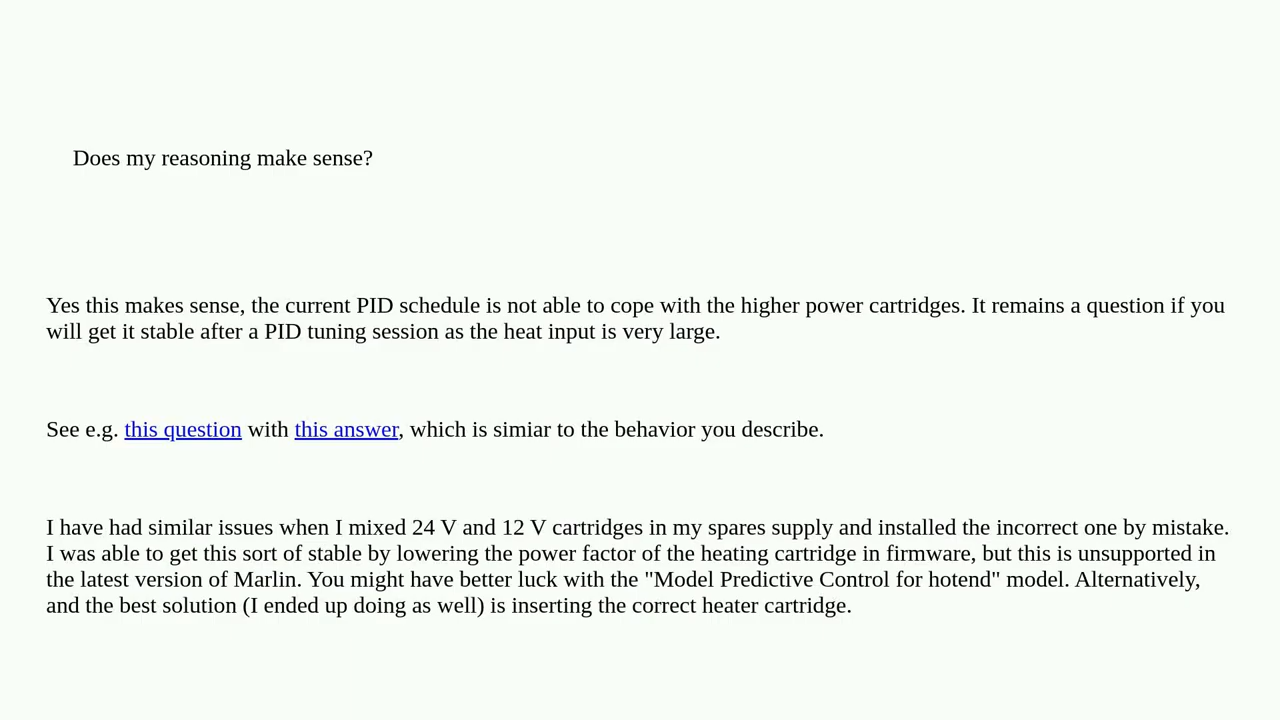 Does my reasoning make sense?
Yes this makes sense, the current PID schedule is not able to cope with the higher power cartridges. It remains a question if you
will get it stable after a PID tuning session as the heat input is very large.
See e.g. this question with this answer, which is simiar to the behavior you describe.
I have had similar issues when I mixed 24 V and 12 V cartridges in my spares supply and installed the incorrect one by mistake.
I was able to get this sort of stable by lowering the power factor of the heating cartridge in firmware, but this is unsupported in
the latest version of Marlin. You might have better luck with the "Model Predictive Control for hotend" model. Alternatively,
and the best solution (I ended up doing as well) is inserting the correct heater cartridge.